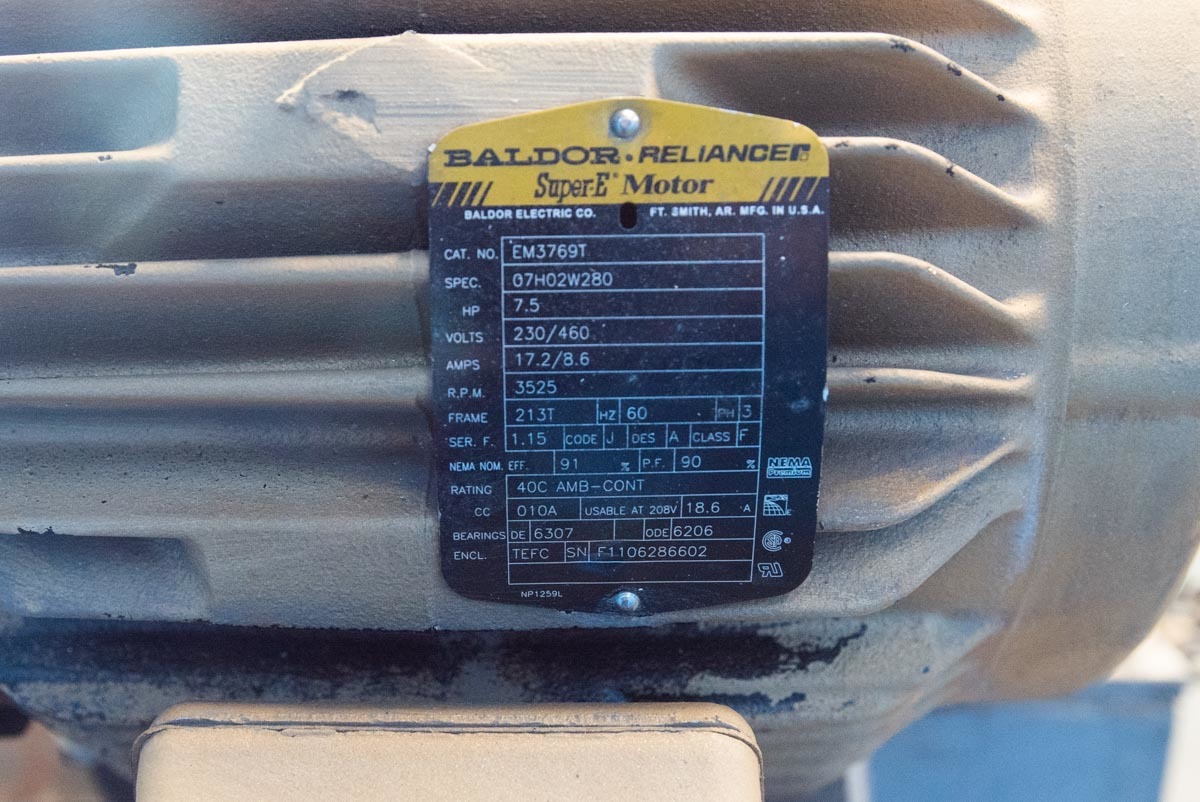 BALDOR • RELIANCER
Super-E® Motor
BALDOR ELECTRIC CO. FT. SMITH, AR. MFG. IN U.S.A.
CAT. NO. EM3769T
SPEC. 07H02W280
HP 7.5
VOLTS 230/460
AMPS 17.2/8.6
R.P.M. 3525
FRAME 213T HZ 60 PH 3
SER. F. 1.15 CODE J DES A CLASS F
NEMA NOM. EFF. 91 % P.F. 90 %
NEMA
Premium
RATING 40C AMB-CONT
CC 010A USABLE AT 208V 18.6 A
BEARINGS DE 6307 ODE 6206
ENCL. TEFC SN F1106286602
NP1259L